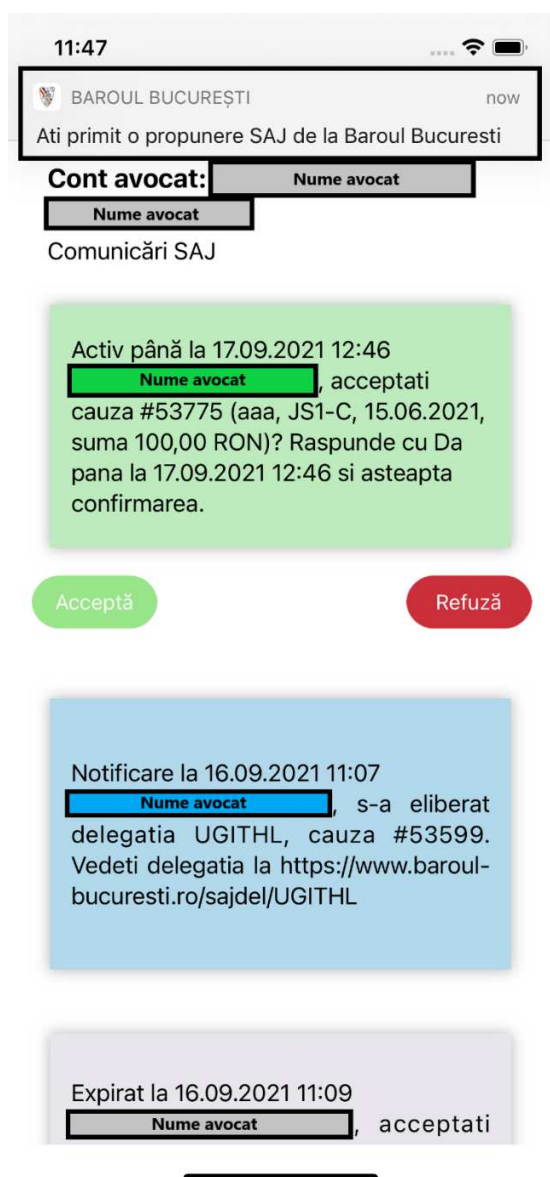 11:47
BAROUL BUCUREȘTI now
Ati primit o propunere SAJ de la Baroul Bucuresti
Cont avocat: Nume avocat
Nume avocat
Comunicări SAJ
Activ până la 17.09.2021 12:46
Nume avocat, acceptati
cauza #53775 (aaa, JS1-C, 15.06.2021,
suma 100,00 RON)? Raspunde cu Da
pana la 17.09.2021 12:46 si asteapta
confirmarea.
Acceptă Refuză
Notificare la 16.09.2021 11:07
Nume avocat, s-a eliberat
delegatia UGITHL, cauza #53599.
Vedeti delegatia la https://www.baroul-
bucuresti.ro/sajdel/UGITHL
Expirat la 16.09.2021 11:09
Nume avocat, acceptati